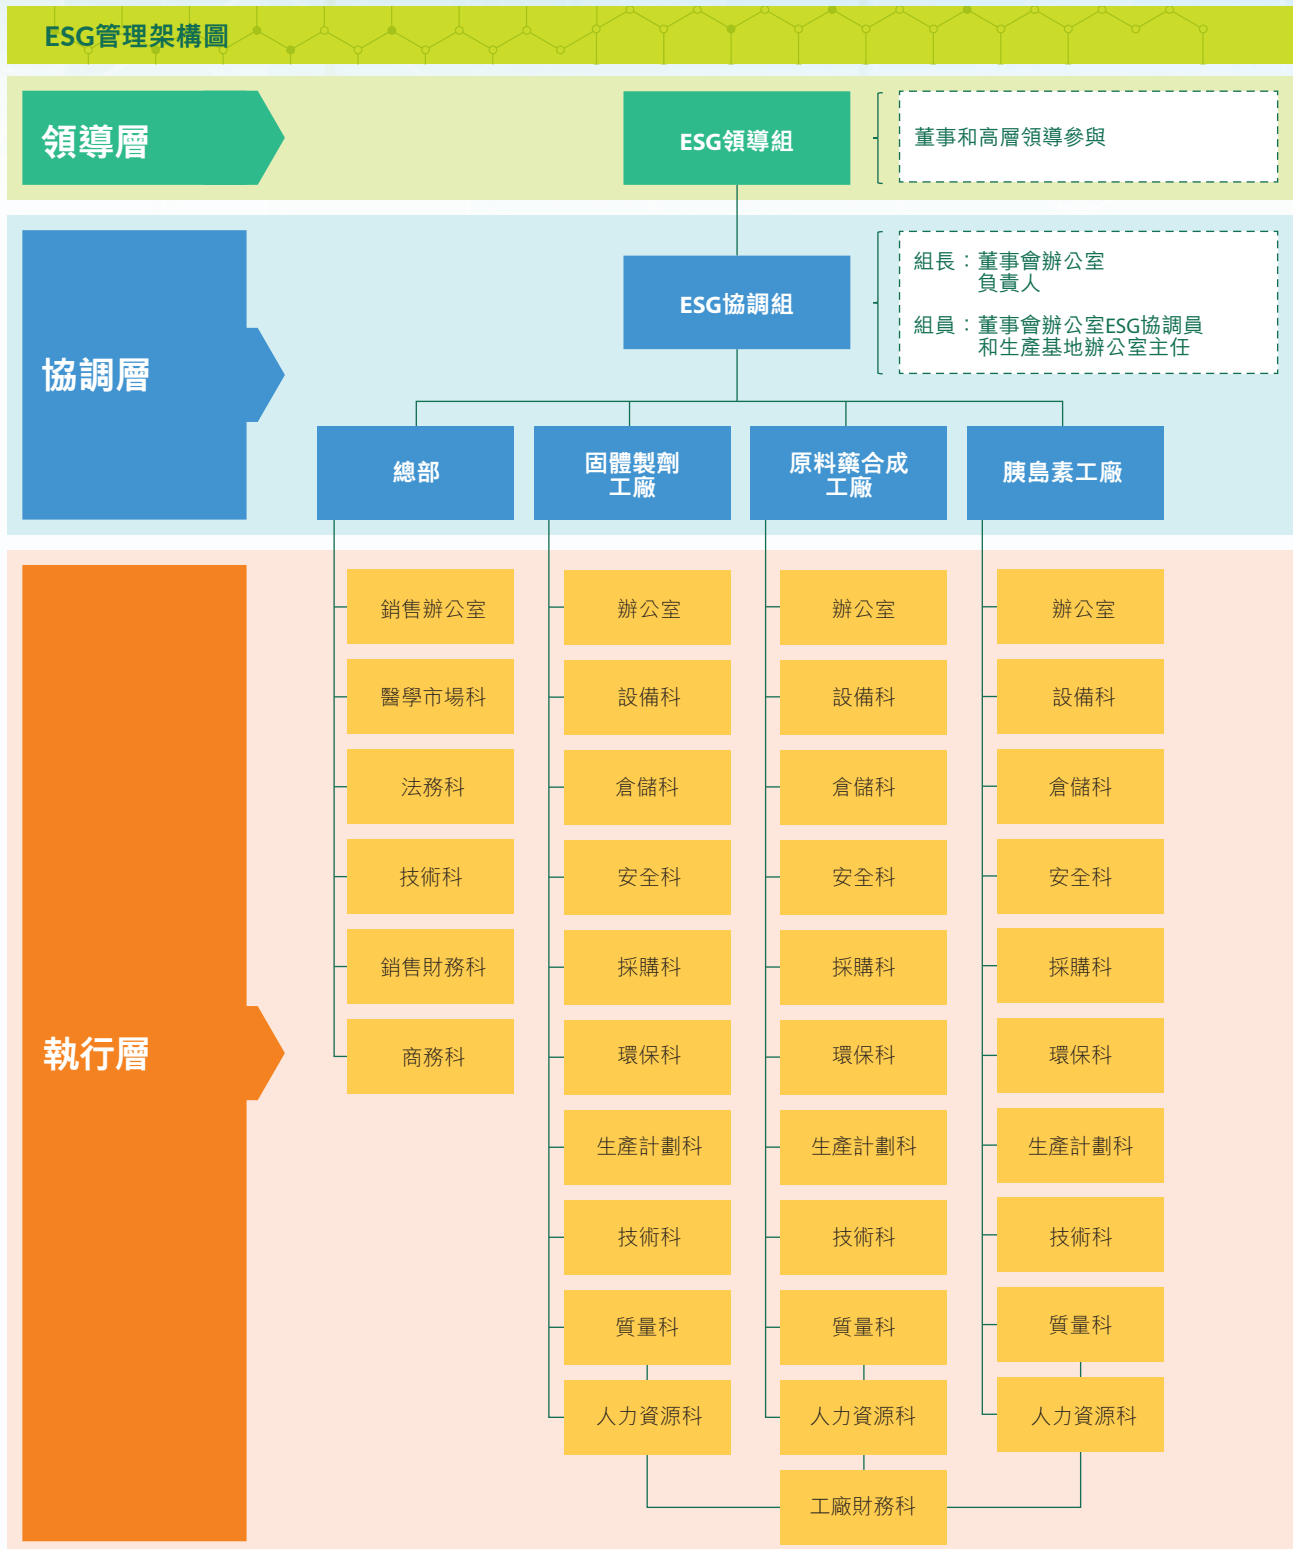 ESG管理架構圖
領導層
ESG領導組
董事和高層領導參與
協調層
ESG協調組
組長：董事會辦公室
負責人
組員：董事會辦公室ESG協調員
和生產基地辦公室主任
總部
固體製劑
工廠
原料藥合成
工廠
胰島素工廠
執行層
銷售辦公室
醫學市場科
法務科
技術科
銷售財務科
商務科
辦公室
設備科
倉儲科
安全科
採購科
環保科
生產計劃科
技術科
質量科
人力資源科
辦公室
設備科
倉儲科
安全科
採購科
環保科
生產計劃科
技術科
質量科
人力資源科
辦公室
設備科
倉儲科
安全科
採購科
環保科
生產計劃科
技術科
質量科
人力資源科
工廠財務科